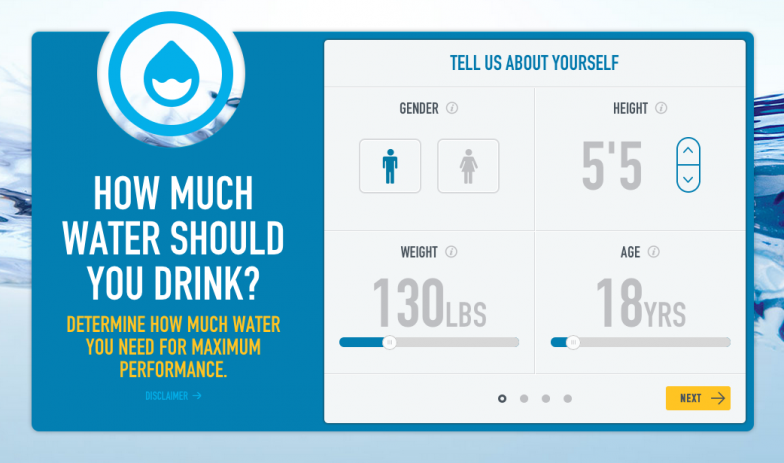 HOW MUCH
WATER SHOULD
YOU DRINK?
DETERMINE HOW MUCH WATER
YOU NEED FOR MAXIMUM
PERFORMANCE.
DISCLAIMER →
TELL US ABOUT YOURSELF
GENDER i
HEIGHT i
5'5
WEIGHT i
130LBS
AGE i
18YRS
NEXT →